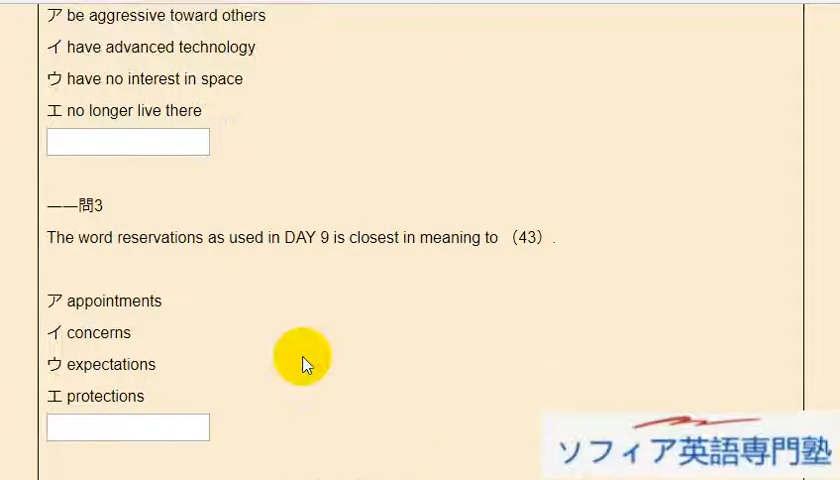 ア be aggressive toward others
イ have advanced technology
ウ have no interest in space
エ no longer live there
——問3
The word reservations as used in DAY 9 is closest in meaning to （43）.
ア appointments
イ concerns
ウ expectations
エ protections
ソフィア英語専門塾